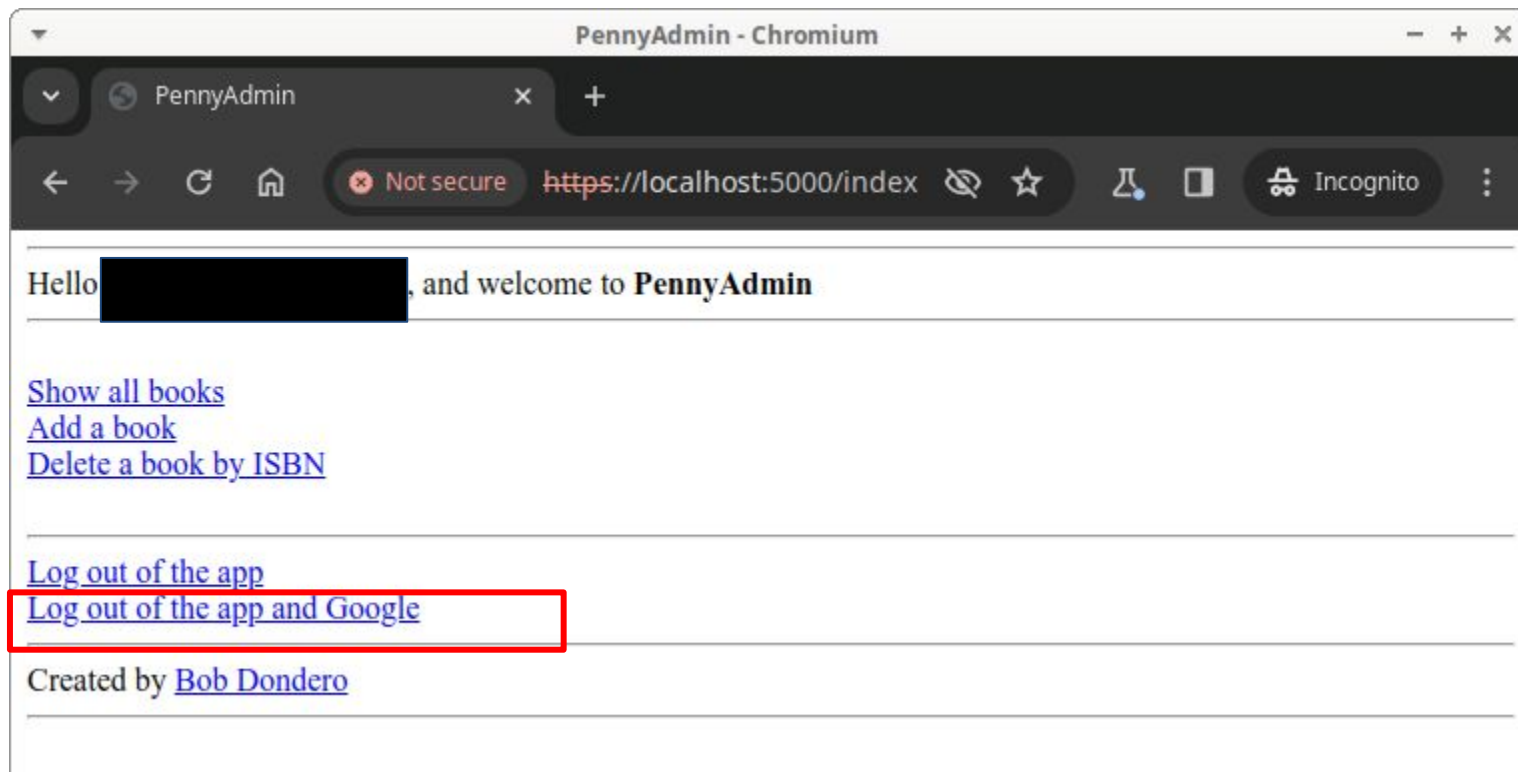 PennyAdmin - Chromium
PennyAdmin
Not secure https://localhost:5000/index Incognito
Hello , and welcome to PennyAdmin
Show all books
Add a book
Delete a book by ISBN
Log out of the app
Log out of the app and Google
Created by Bob Dondero